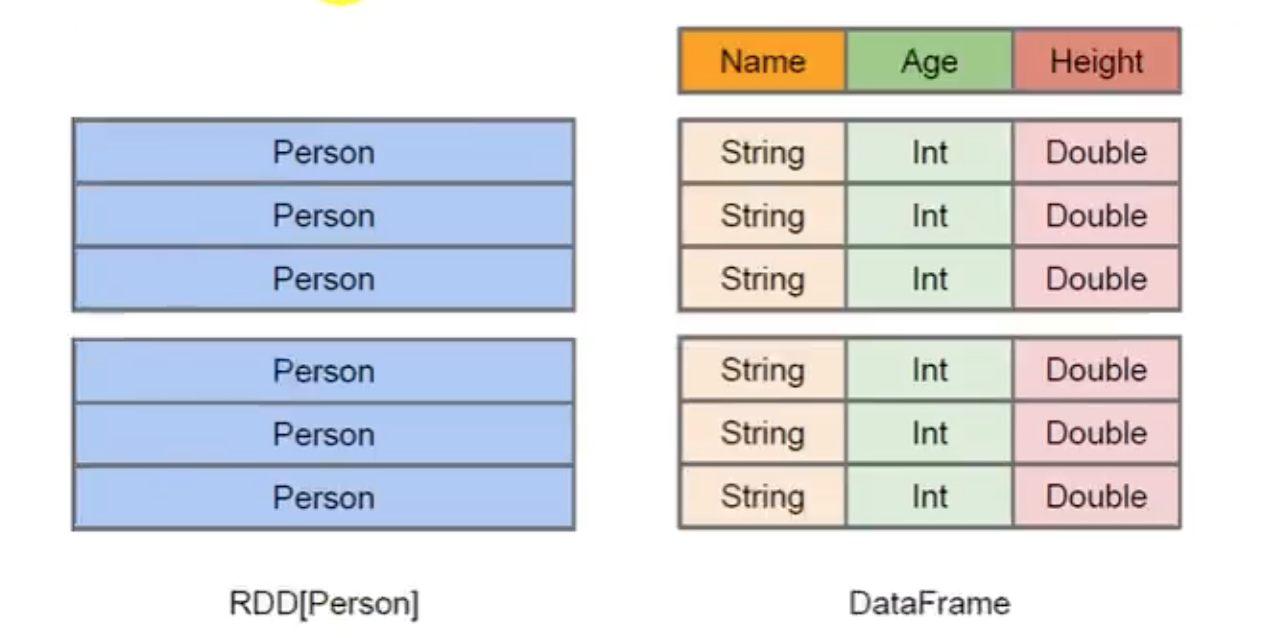 Name Age Height
Person String Int Double
Person String Int Double
Person String Int Double
Person String Int Double
Person String Int Double
Person String Int Double
RDD[Person] DataFrame